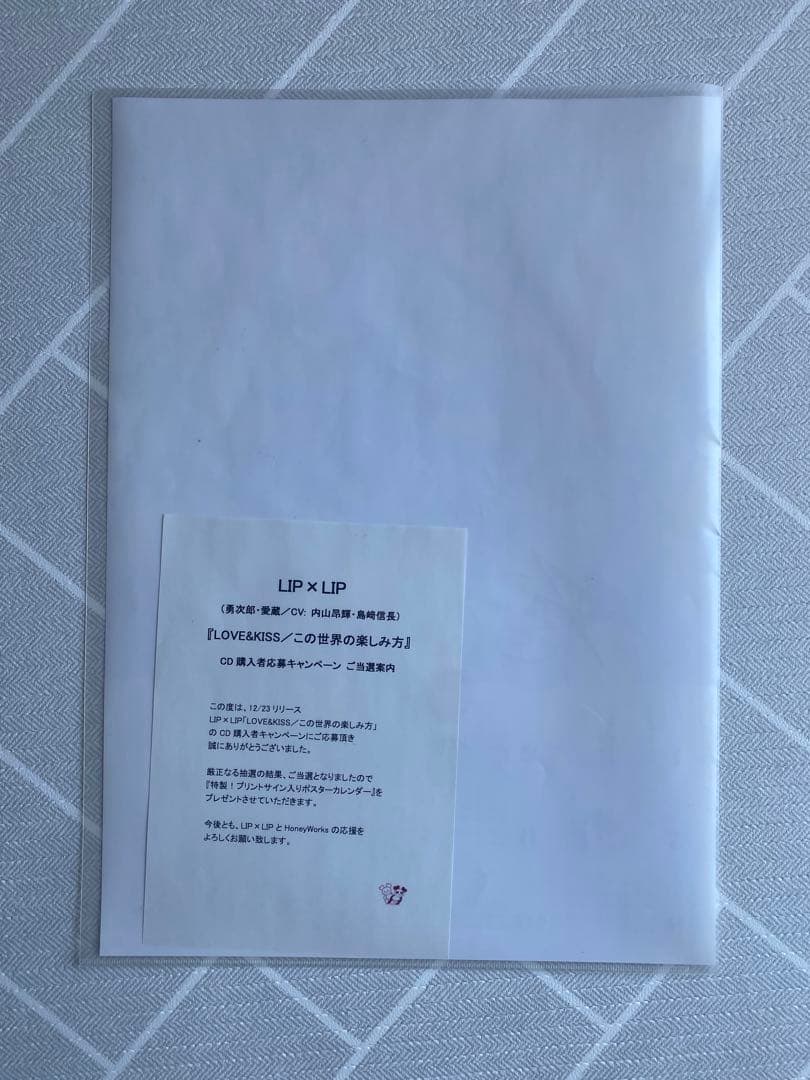 LIP×LIP
（勇次郎・愛蔵／CV: 内山昂輝・島﨑信長）
『LOVE&KISS／この世界の楽しみ方』
CD 購入者応募キャンペーン ご当選案内
この度は、12/23 リリース
LIP×LIP「LOVE&KISS／この世界の楽しみ方」
の CD 購入者キャンペーンにご応募頂き
誠にありがとうございました。
厳正なる抽選の結果、ご当選となりましたので
『特製！プリントサイン入りポスターカレンダー』を
プレゼントさせていただきます。
今後とも、LIP×LIP と HoneyWorks の応援を
よろしくお願い致します。